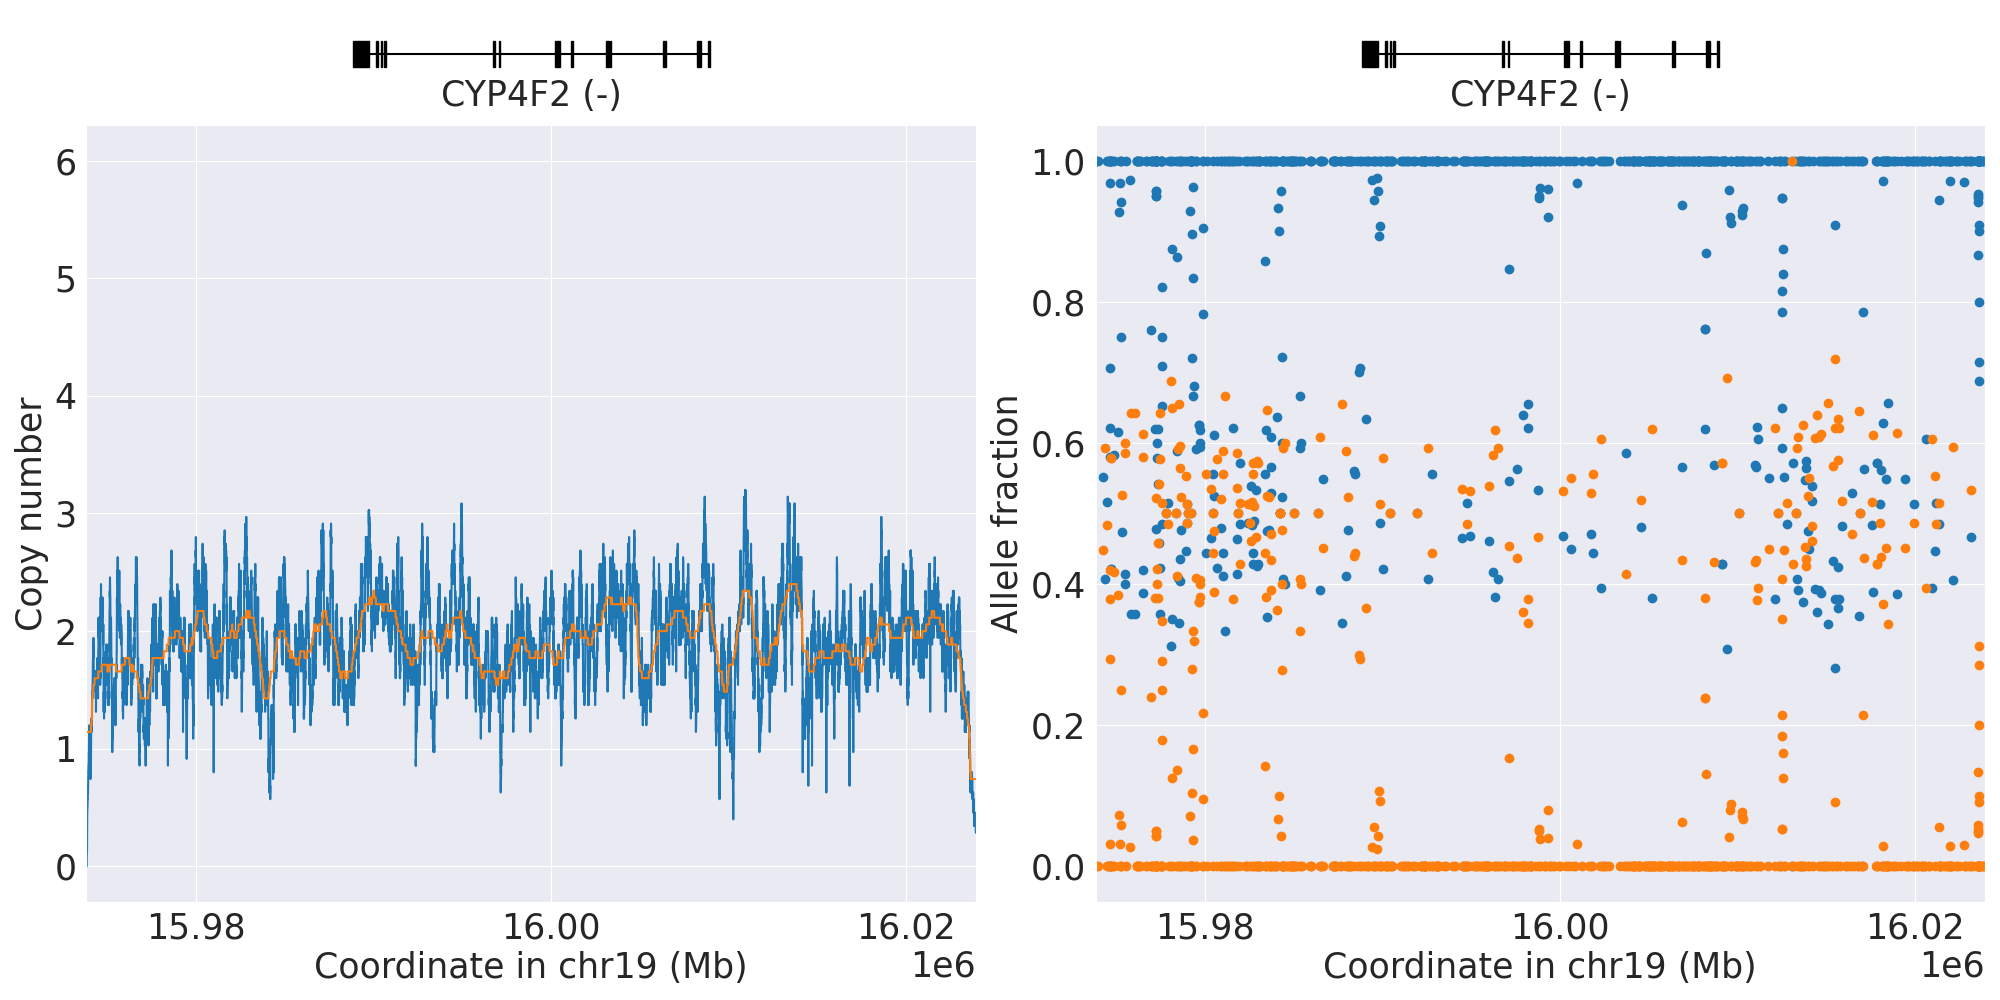 CYP4F2 (-)
6
5
4
3
2
1
0
Copy number
15.98
16.00
16.02
Coordinate in chr19 (Mb)
1e6
CYP4F2 (-)
1.0
0.8
0.6
0.4
0.2
0.0
Allele fraction
15.98
16.00
16.02
Coordinate in chr19 (Mb)
1e6